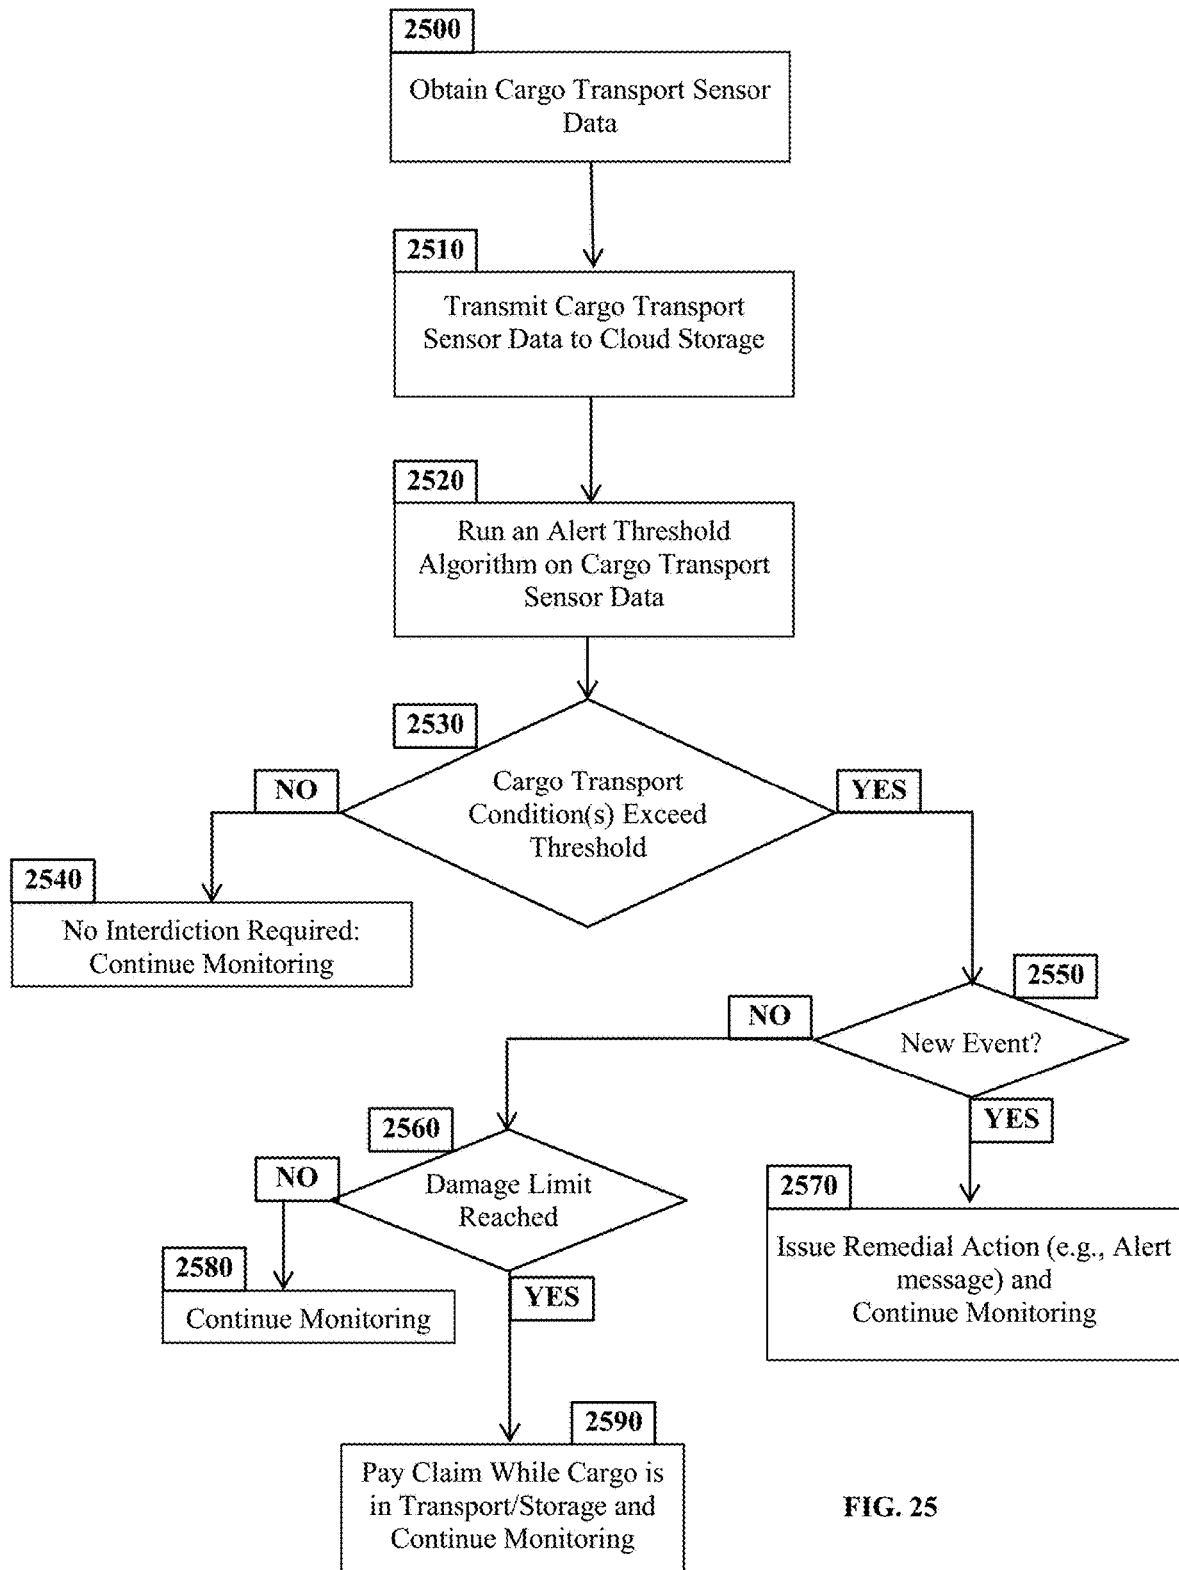 2500
Obtain Cargo Transport Sensor
Data
2510
Transmit Cargo Transport
Sensor Data to Cloud Storage
2520
Run an Alert Threshold
Algorithm on Cargo Transport
Sensor Data
2530
NO
Cargo Transport
Condition(s) Exceed
Threshold
YES
2540
No Interdiction Required:
Continue Monitoring
2550
NO
New Event?
YES
2560
NO
Damage Limit
Reached
2570
Issue Remedial Action (e.g., Alert
message) and
Continue Monitoring
2580
Continue Monitoring
YES
2590
Pay Claim While Cargo is
in Transport/Storage and
Continue Monitoring
FIG. 25